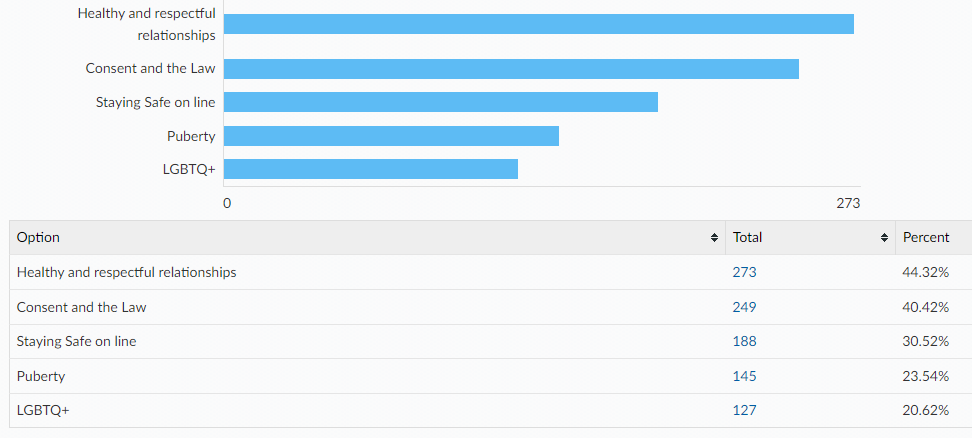 Healthy and respectful
relationships
Consent and the Law
Staying Safe on line
Puberty
LGBTQ+
0 273
Option Total Percent
Healthy and respectful relationships 273 44.32%
Consent and the Law 249 40.42%
Staying Safe on line 188 30.52%
Puberty 145 23.54%
LGBTQ+ 127 20.62%